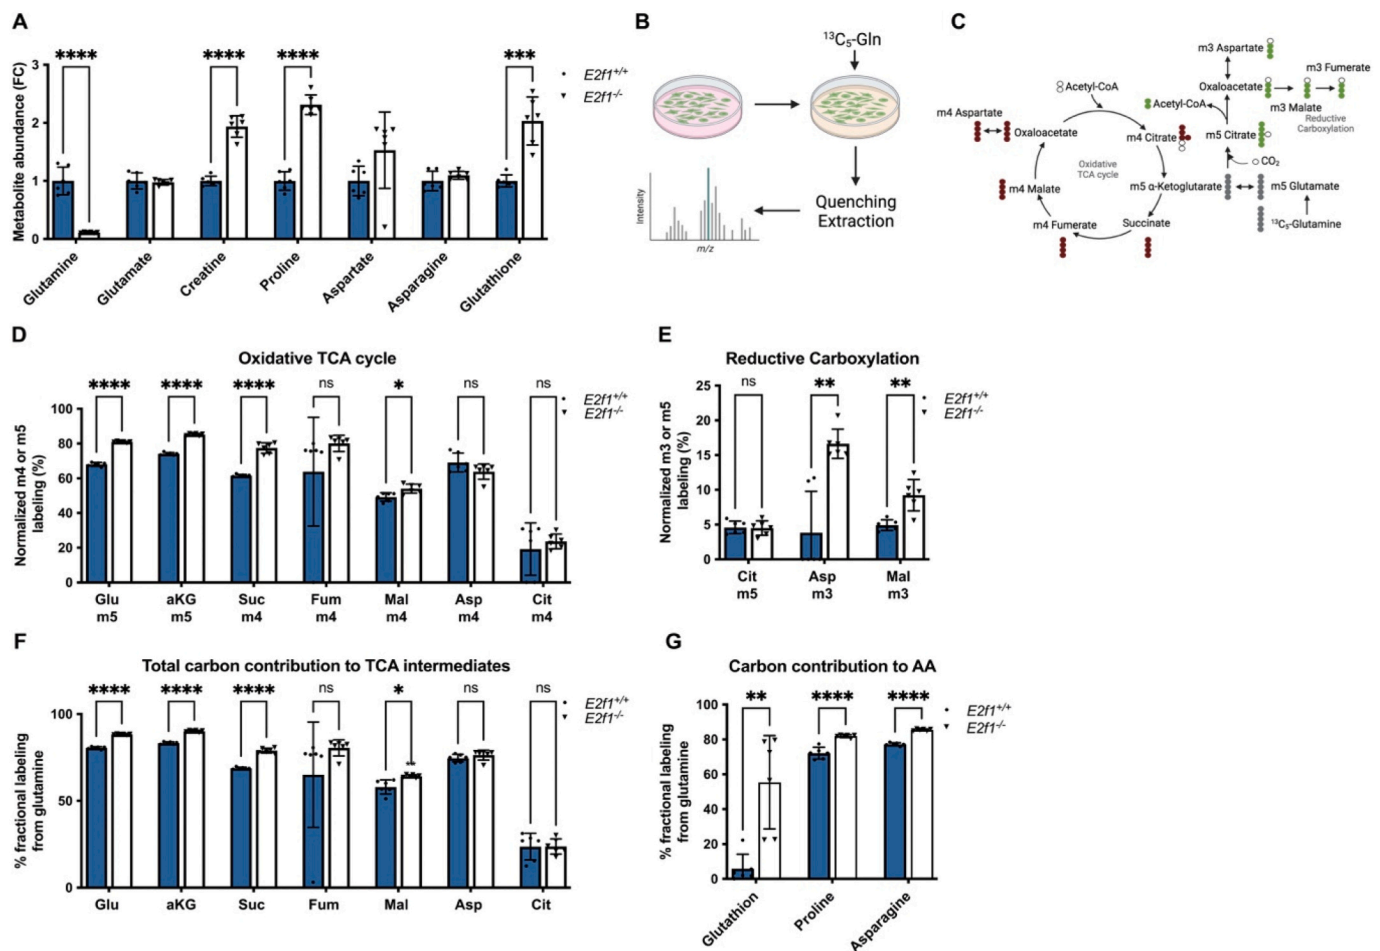 A
Metabolite abundance (FC)
3
2
1
0
****
****
****
***
E2f1+/+
E2f1-/-
Glutamine
Glutamate
Creatine
Proline
Aspartate
Asparagine
Glutathione
B
13C5-Gln
Quenching
Extraction
Intensity
m/z
C
m3 Aspartate
m3 Fumerate
Oxaloacetate
Acetyl-CoA
Acetyl-CoA
m3 Malate
Reductive
Carboxylation
m4 Aspartate
Oxaloacetate
m4 Citrate
m5 Citrate
CO2
Oxidative
TCA cycle
m4 Malate
m5 α-Ketoglutarate
m5 Glutamate
m4 Fumerate
Succinate
13C5-Glutamine
D
Oxidative TCA cycle
Normalized m4 or m5
labeling (%)
100
80
60
40
20
0
****
****
****
ns
*
ns
ns
E2f1+/+
E2f1-/-
Glu aKG Suc Fum Mal Asp Cit
m5 m5 m4 m4 m4 m4 m4
E
Reductive Carboxylation
Normalized m3 or m5
labeling (%)
25
20
15
10
5
0
ns
**
**
E2f1+/+
E2f1-/-
Cit Asp Mal
m5 m3 m3
F
Total carbon contribution to TCA intermediates
% fractional labeling
from glutamine
100
50
0
****
****
****
ns
*
ns
ns
E2f1+/+
E2f1-/-
Glu aKG Suc Fum Mal Asp Cit
G
Carbon contribution to AA
% fractional labeling
from glutamine
100
80
60
40
20
0
**
****
****
E2f1+/+
E2f1-/-
Glutathion
Proline
Asparagine